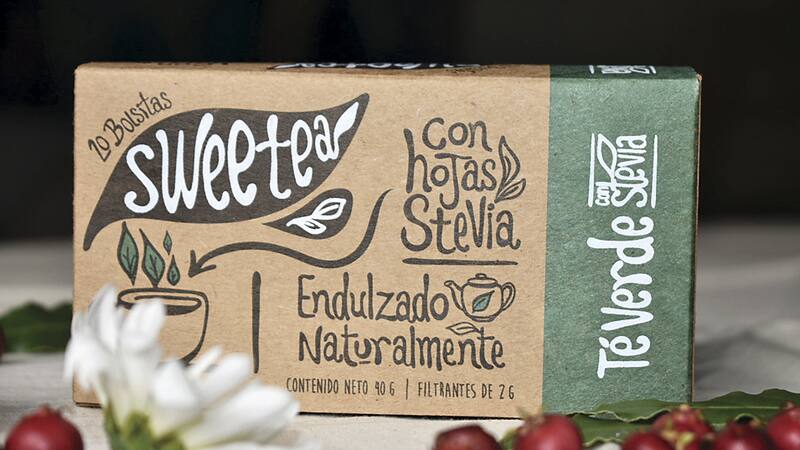 20 Bolsitas
sweetea
con
hojas
Stevia
Endulzado
Naturalmente
CONTENIDO NETO 40 G | FILTRANTES DE 2 G
Té Verde
con
Stevia